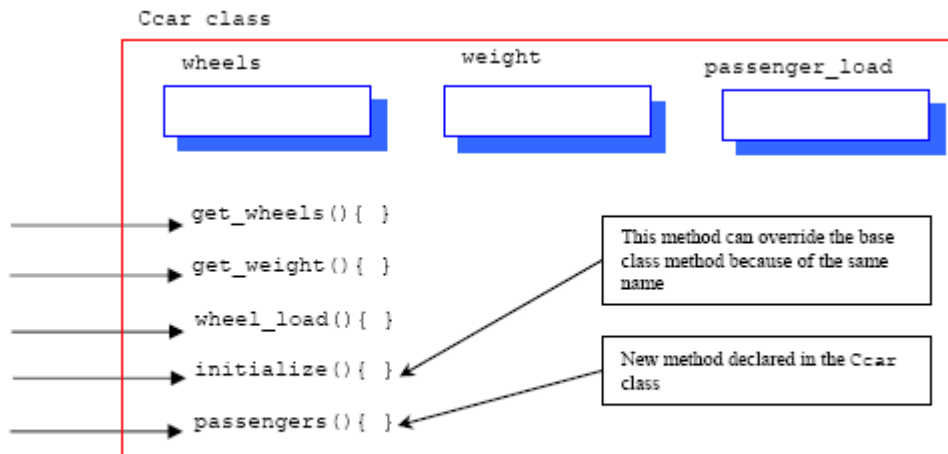 Ccar class
wheels
weight
passenger_load
get_wheels(){ }
get_weight(){ }
wheel_load(){ }
initialize(){ }
passengers(){ }
This method can override the base
class method because of the same
name
New method declared in the Ccar
class